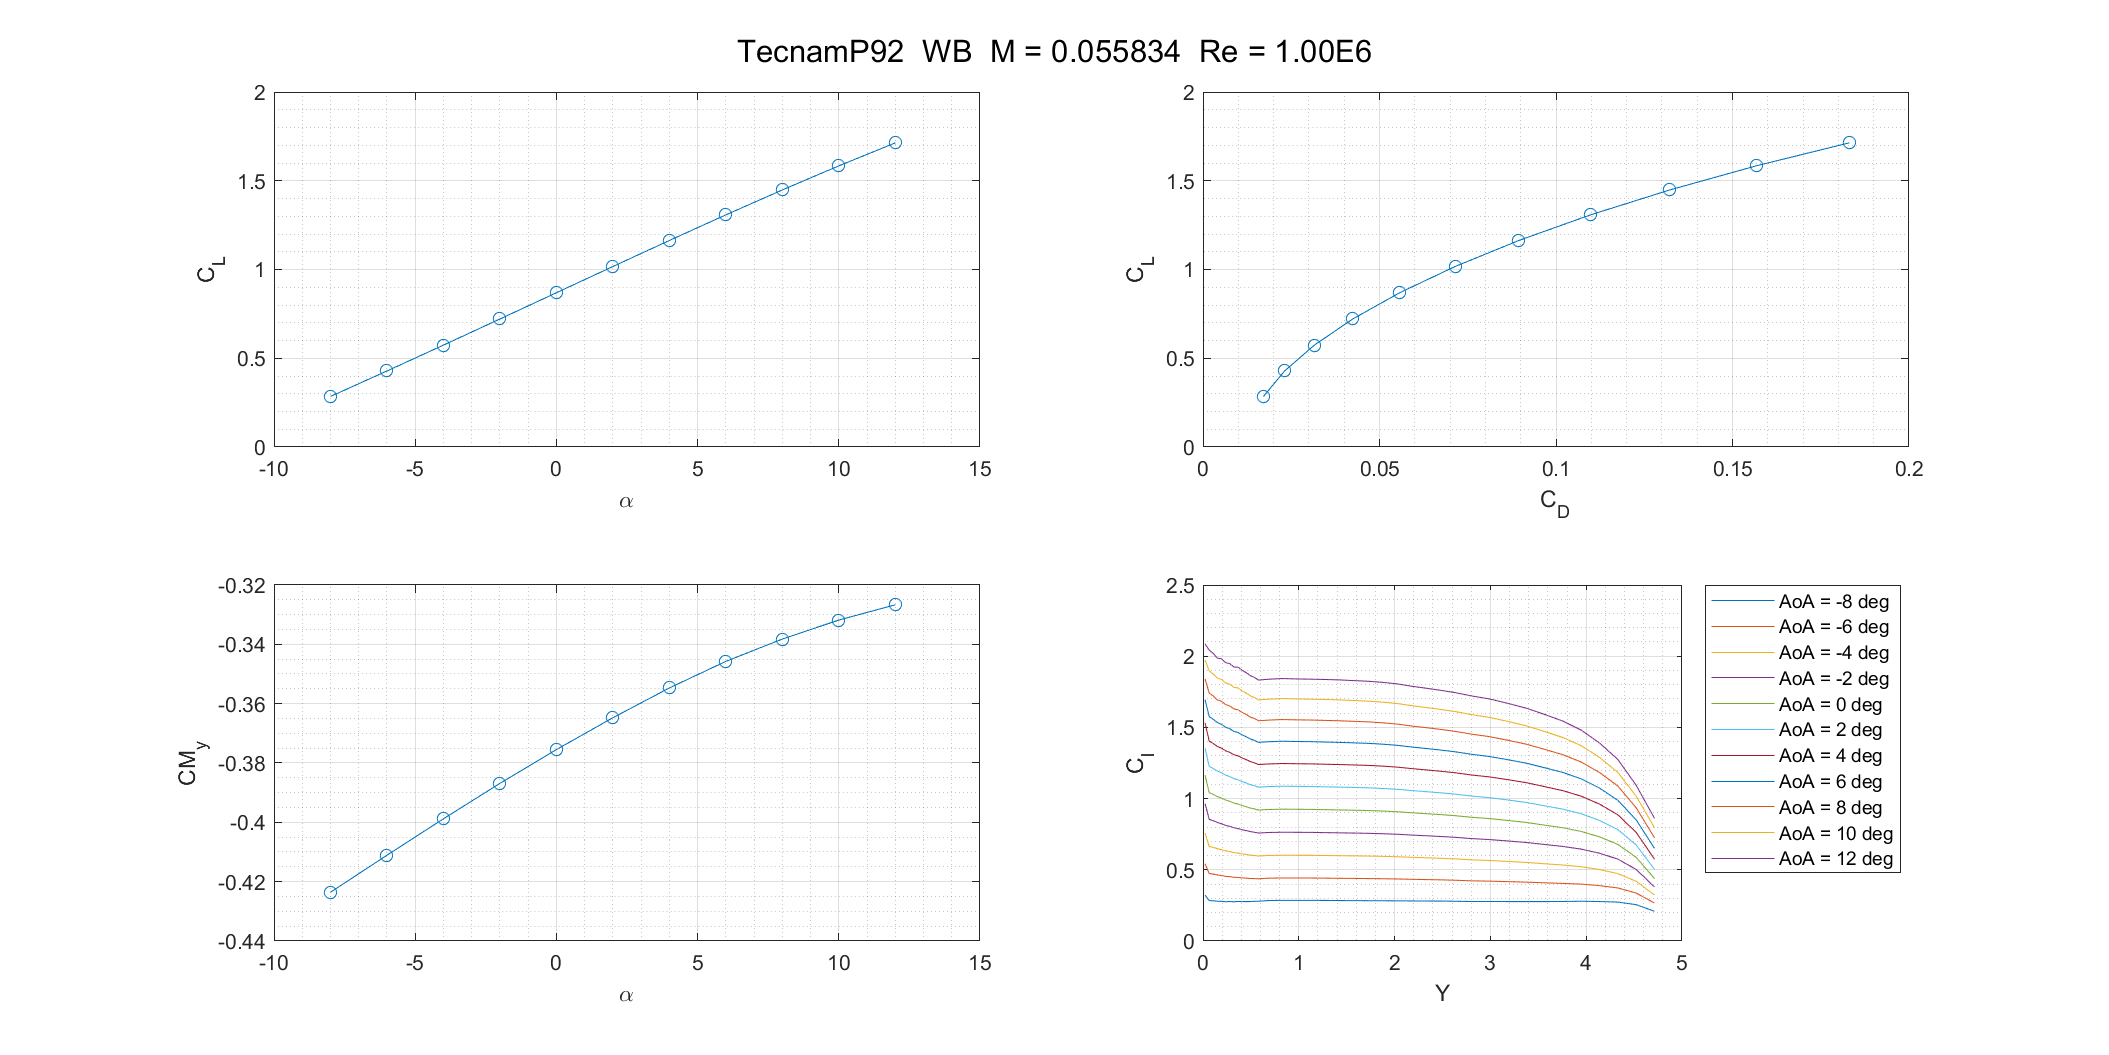 TecnamP92 WB M = 0.055834 Re = 1.00E6
2
1.5
1
0.5
0
C_L
-10 -5 0 5 10 15
α
2
1.5
1
0.5
0
C_L
0 0.05 0.1 0.15 0.2
C_D
-0.32
-0.34
-0.36
-0.38
-0.4
-0.42
-0.44
CM_y
-10 -5 0 5 10 15
α
2.5
2
1.5
1
0.5
0
C_l
0 1 2 3 4 5
Y
AoA = -8 deg
AoA = -6 deg
AoA = -4 deg
AoA = -2 deg
AoA = 0 deg
AoA = 2 deg
AoA = 4 deg
AoA = 6 deg
AoA = 8 deg
AoA = 10 deg
AoA = 12 deg